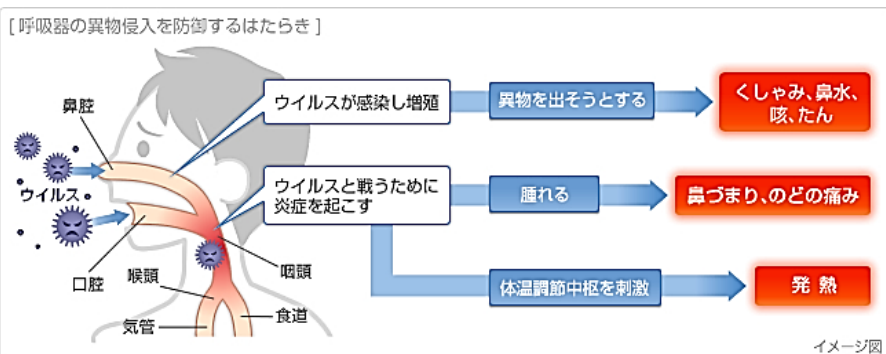 [ 呼吸器の異物侵入を防御するはたらき ]
鼻腔
ウイルス
口腔
喉頭
気管
咽頭
食道
ウイルスが感染し増殖
異物を出そうとする
くしゃみ、鼻水、
咳、たん
ウイルスと戦うために
炎症を起こす
腫れる
鼻づまり、のどの痛み
体温調節中枢を刺激
発熱
イメージ図